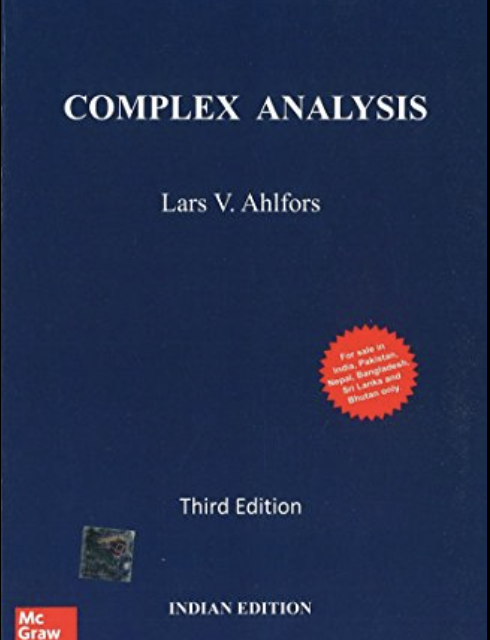 COMPLEX ANALYSIS
Lars V. Ahlfors
For sale in
India, Pakistan,
Nepal, Bangladesh,
Sri Lanka and
Bhutan only
Third Edition
INDIAN EDITION
Mc
Graw